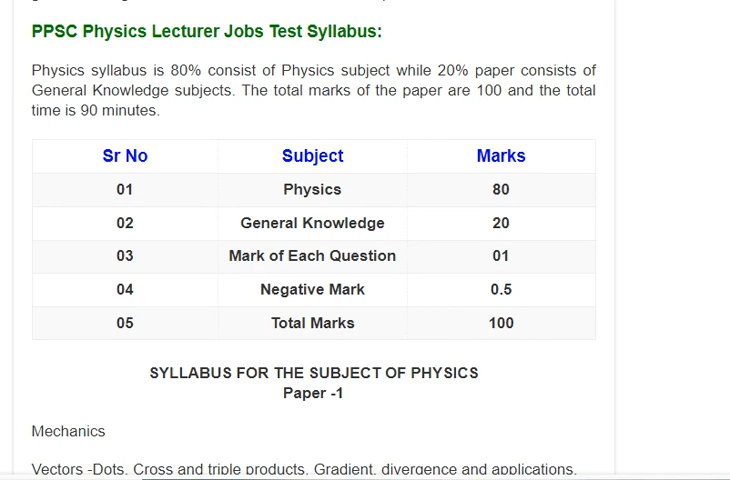 PPSC Physics Lecturer Jobs Test Syllabus:
Physics syllabus is 80% consist of Physics subject while 20% paper consists of
General Knowledge subjects. The total marks of the paper are 100 and the total
time is 90 minutes.
Sr No Subject Marks
01 Physics 80
02 General Knowledge 20
03 Mark of Each Question 01
04 Negative Mark 0.5
05 Total Marks 100
SYLLABUS FOR THE SUBJECT OF PHYSICS
Paper -1
Mechanics
Vectors -Dots, Cross and triple products, Gradient, divergence and applications,